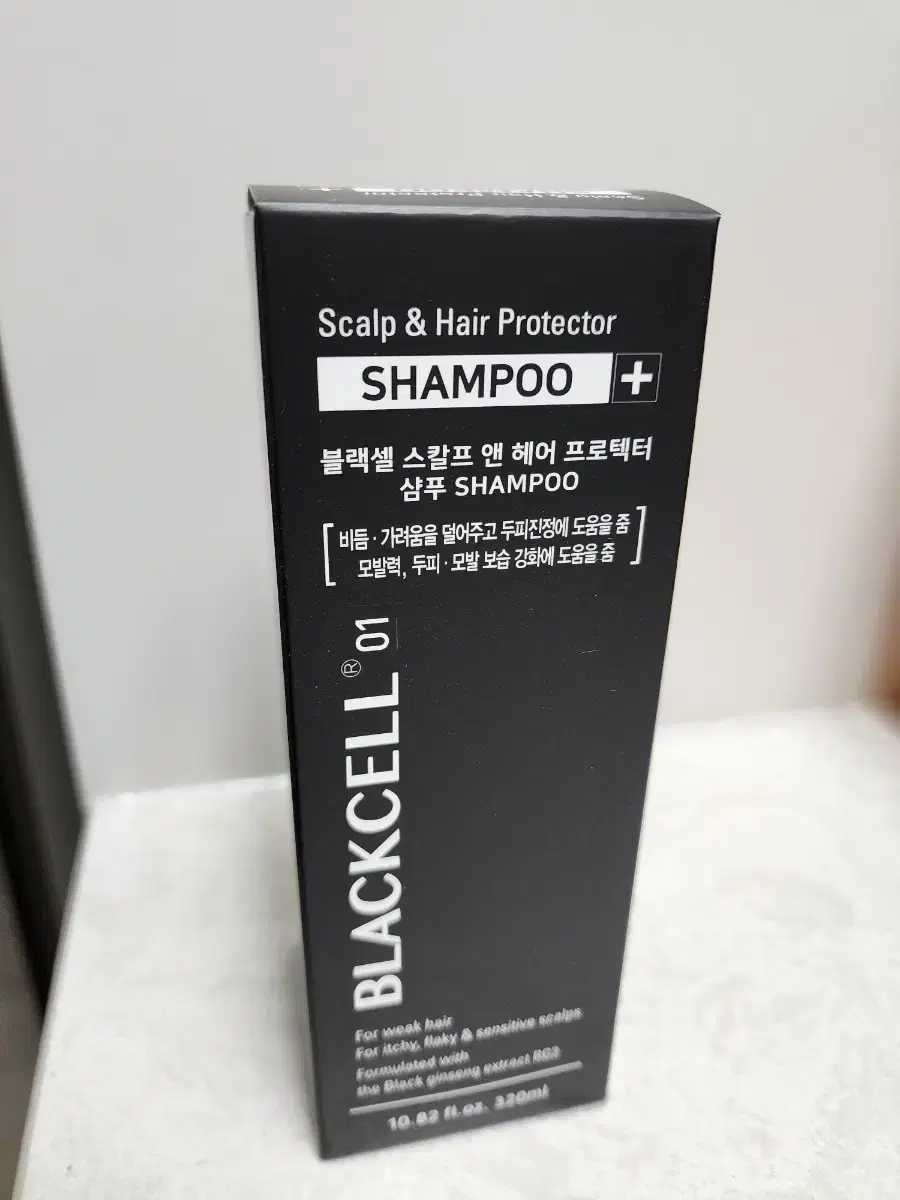 Scalp & Hair Protector
SHAMPOO +
블랙셀 스칼프 앤 헤어 프로텍터
샴푸 SHAMPOO
[비듬 · 가려움을 덜어주고 두피진정에 도움을 줌
모발력, 두피 · 모발 보습 강화에 도움을 줌]
BLACKCELL® 01
For weak hair
For itchy, flaky & sensitive scalps
Formulated with
the Black ginseng extract RG3
10.82 fl.oz. 320ml